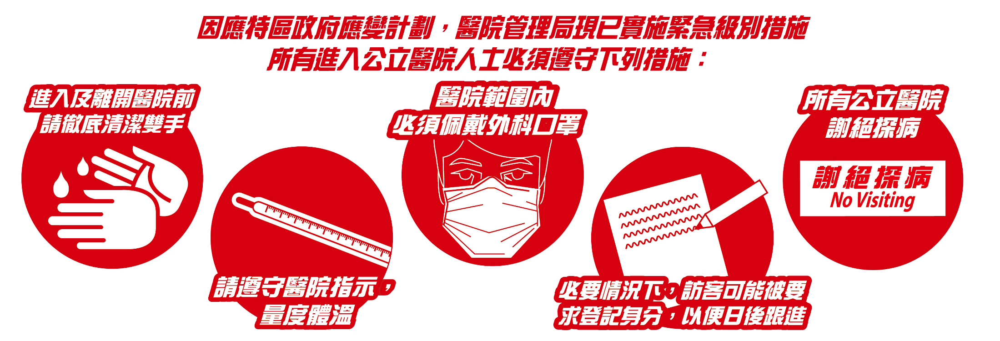 因應特區政府應變計劃，醫院管理局現已實施緊急級別措施
所有進入公立醫院人士必須遵守下列措施：
進入及離開醫院前
請徹底清潔雙手
請遵守醫院指示，
量度體溫
醫院範圍內
必須佩戴外科口罩
必要情況下，訪客可能被要
求登記身分，以便日後跟進
所有公立醫院
謝絕探病
謝絕探病
No Visiting